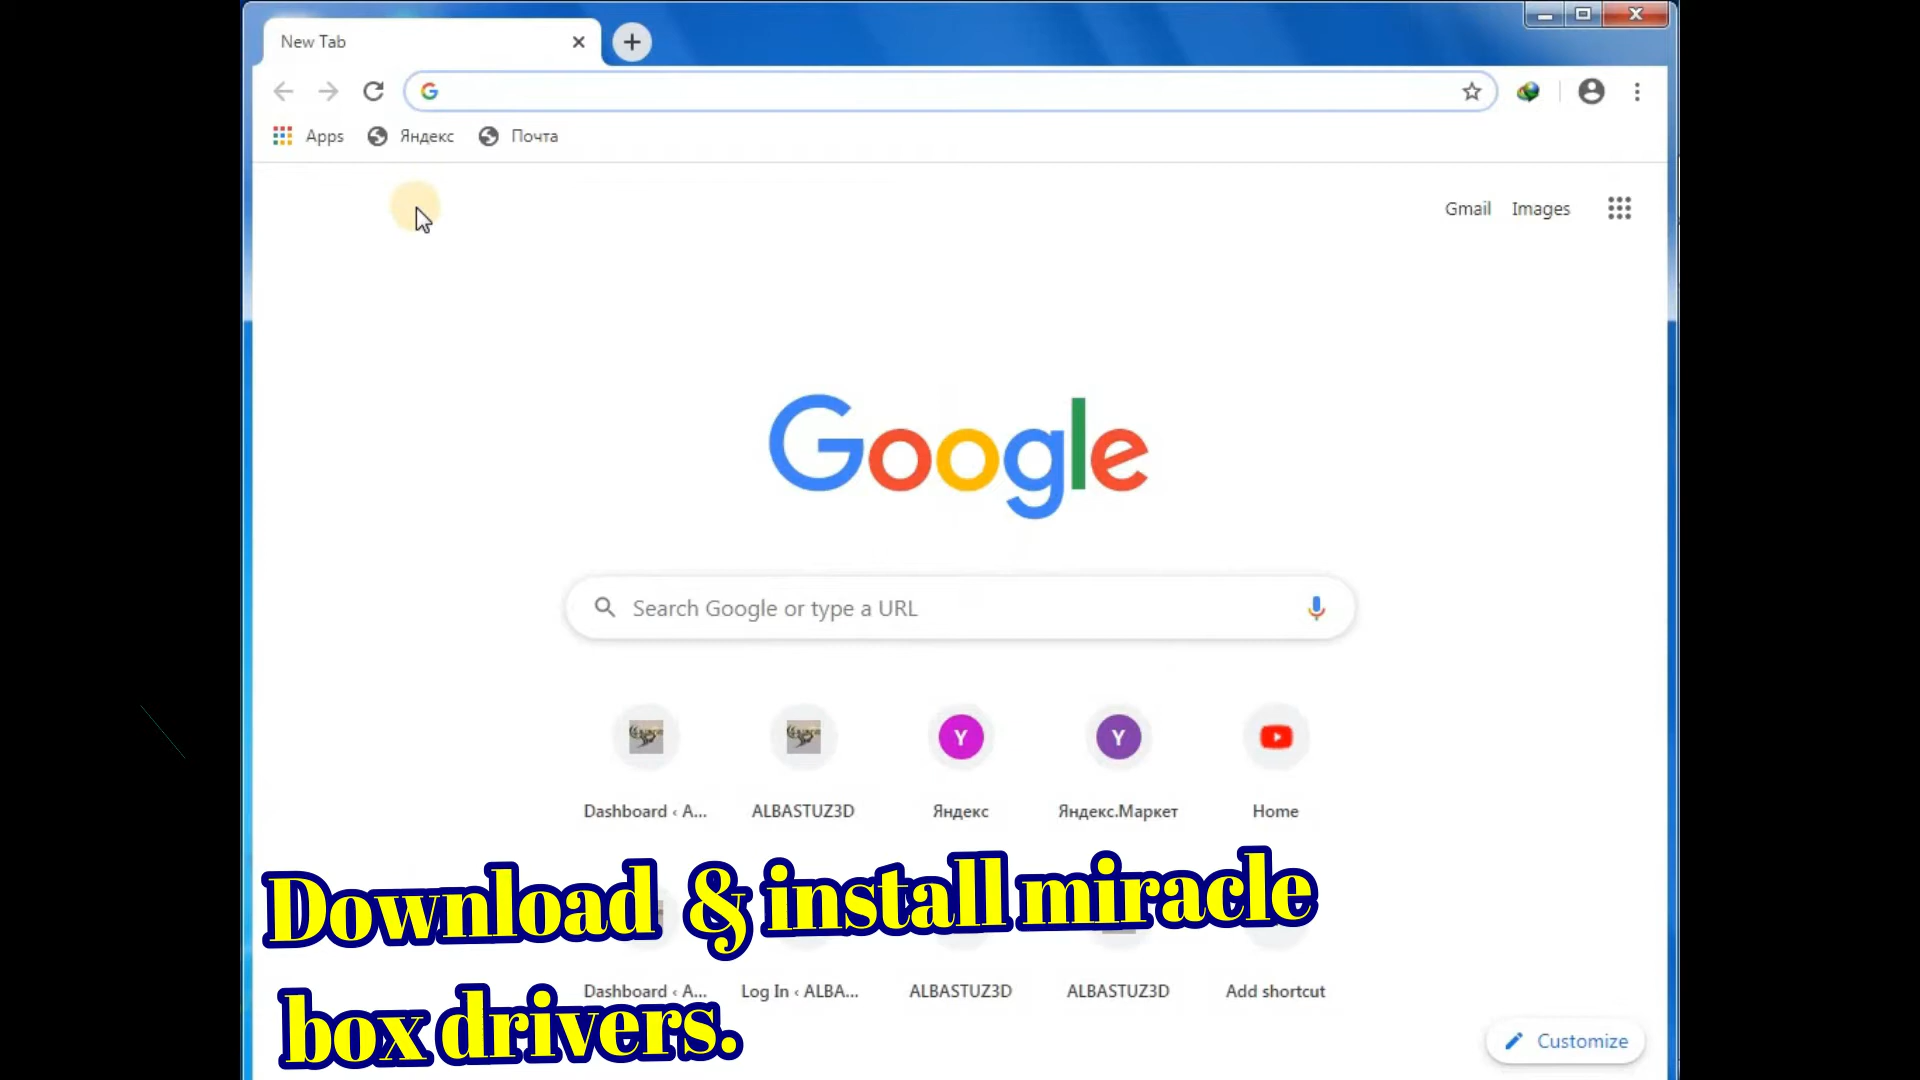 New Tab
Apps Яндекс Почта
Gmail Images
Google
Search Google or type a URL
Y Y
Dashboard ‹ A... ALBASTUZ3D Яндекс Яндекс.Маркет Home
Download & install miracle
Dashboard ‹ A... Log In ‹ ALBA... ALBASTUZ3D ALBASTUZ3D Add shortcut
box drivers.
Customize